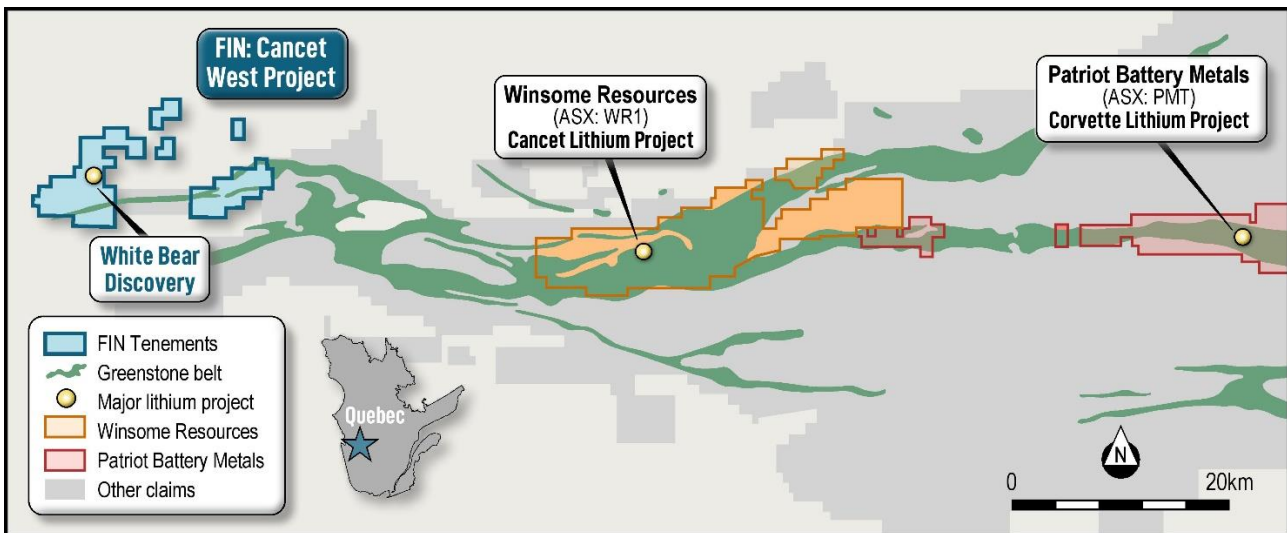 FIN: Cancet
West Project
Winsome Resources
(ASX: WR1)
Cancet Lithium Project
Patriot Battery Metals
(ASX: PMT)
Corvette Lithium Project
White Bear
Discovery
FIN Tenements
Greenstone belt
Major lithium project
Winsome Resources
Patriot Battery Metals
Other claims
Quebec
N
0 20km